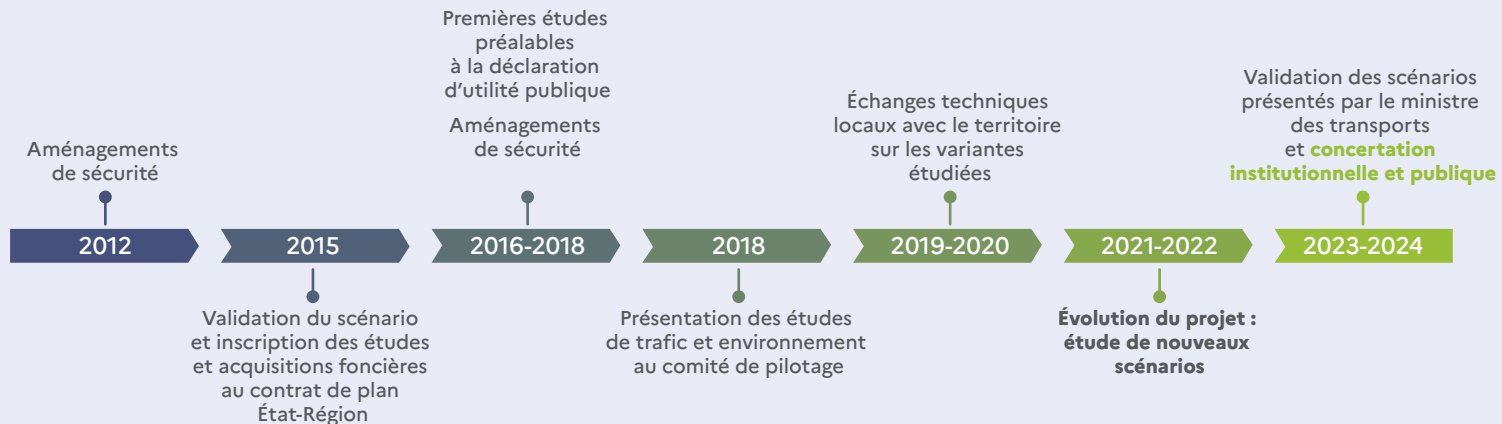 Aménagements
de sécurité
2012
2015
Validation du scénario
et inscription des études
et acquisitions foncières
au contrat de plan
État-Région
Premières études
préalables
à la déclaration
d'utilité publique
Aménagements
de sécurité
2016-2018
2018
Présentation des études
de trafic et environnement
au comité de pilotage
Échanges techniques
locaux avec le territoire
sur les variantes
étudiées
2019-2020
2021-2022
Évolution du projet :
étude de nouveaux
scénarios
Validation des scénarios
présentés par le ministre
des transports
et concertation
institutionnelle et publique
2023-2024